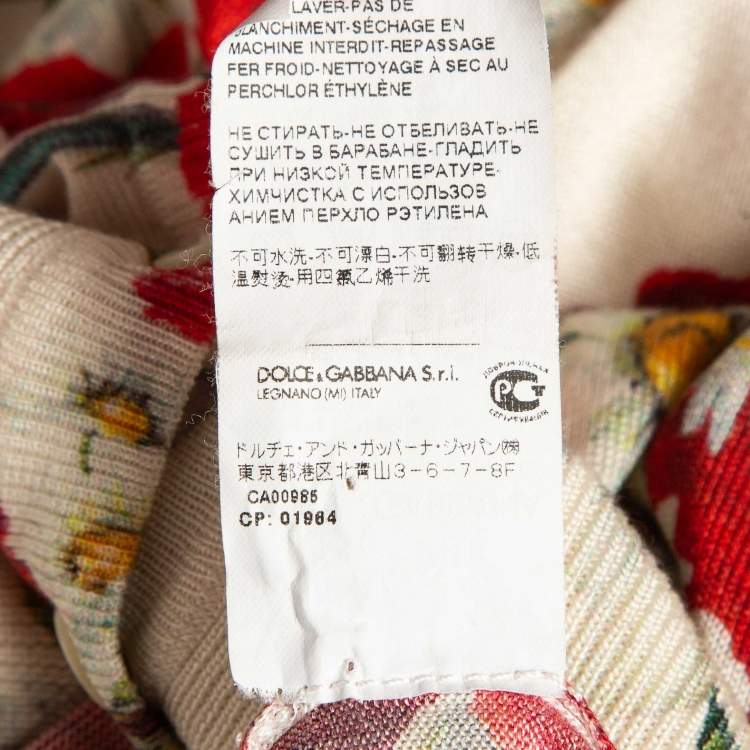 LAVER-PAS DE
BLANCHIMENT-SÉCHAGE EN
MACHINE INTERDIT-REPASSAGE
FER FROID-NETTOYAGE À SEC AU
PERCHLOR ÉTHYLÈNE
НЕ СТИРАТЬ-НЕ ОТБЕЛИВАТЬ-НЕ
СУШИТЬ В БАРАБАНЕ-ГЛАДИТЬ
ПРИ НИЗКОЙ ТЕМПЕРАТУРЕ-
ХИМЧИСТКА С ИСПОЛЬЗОВ
АНИЕМ ПЕРХЛО РЭТИЛЕНА
不可水洗-不可漂白-不可翻转干燥-低
温熨烫-用四氯乙烯干洗
DOLCE & GABBANA S.r.i.
LEGNANO (MI) ITALY
PCT
ドルチェ・アンド・ガッバーナ・ジャパン㈱
東京都港区北青山3-6-7-8F
CA00985
CP: 01964